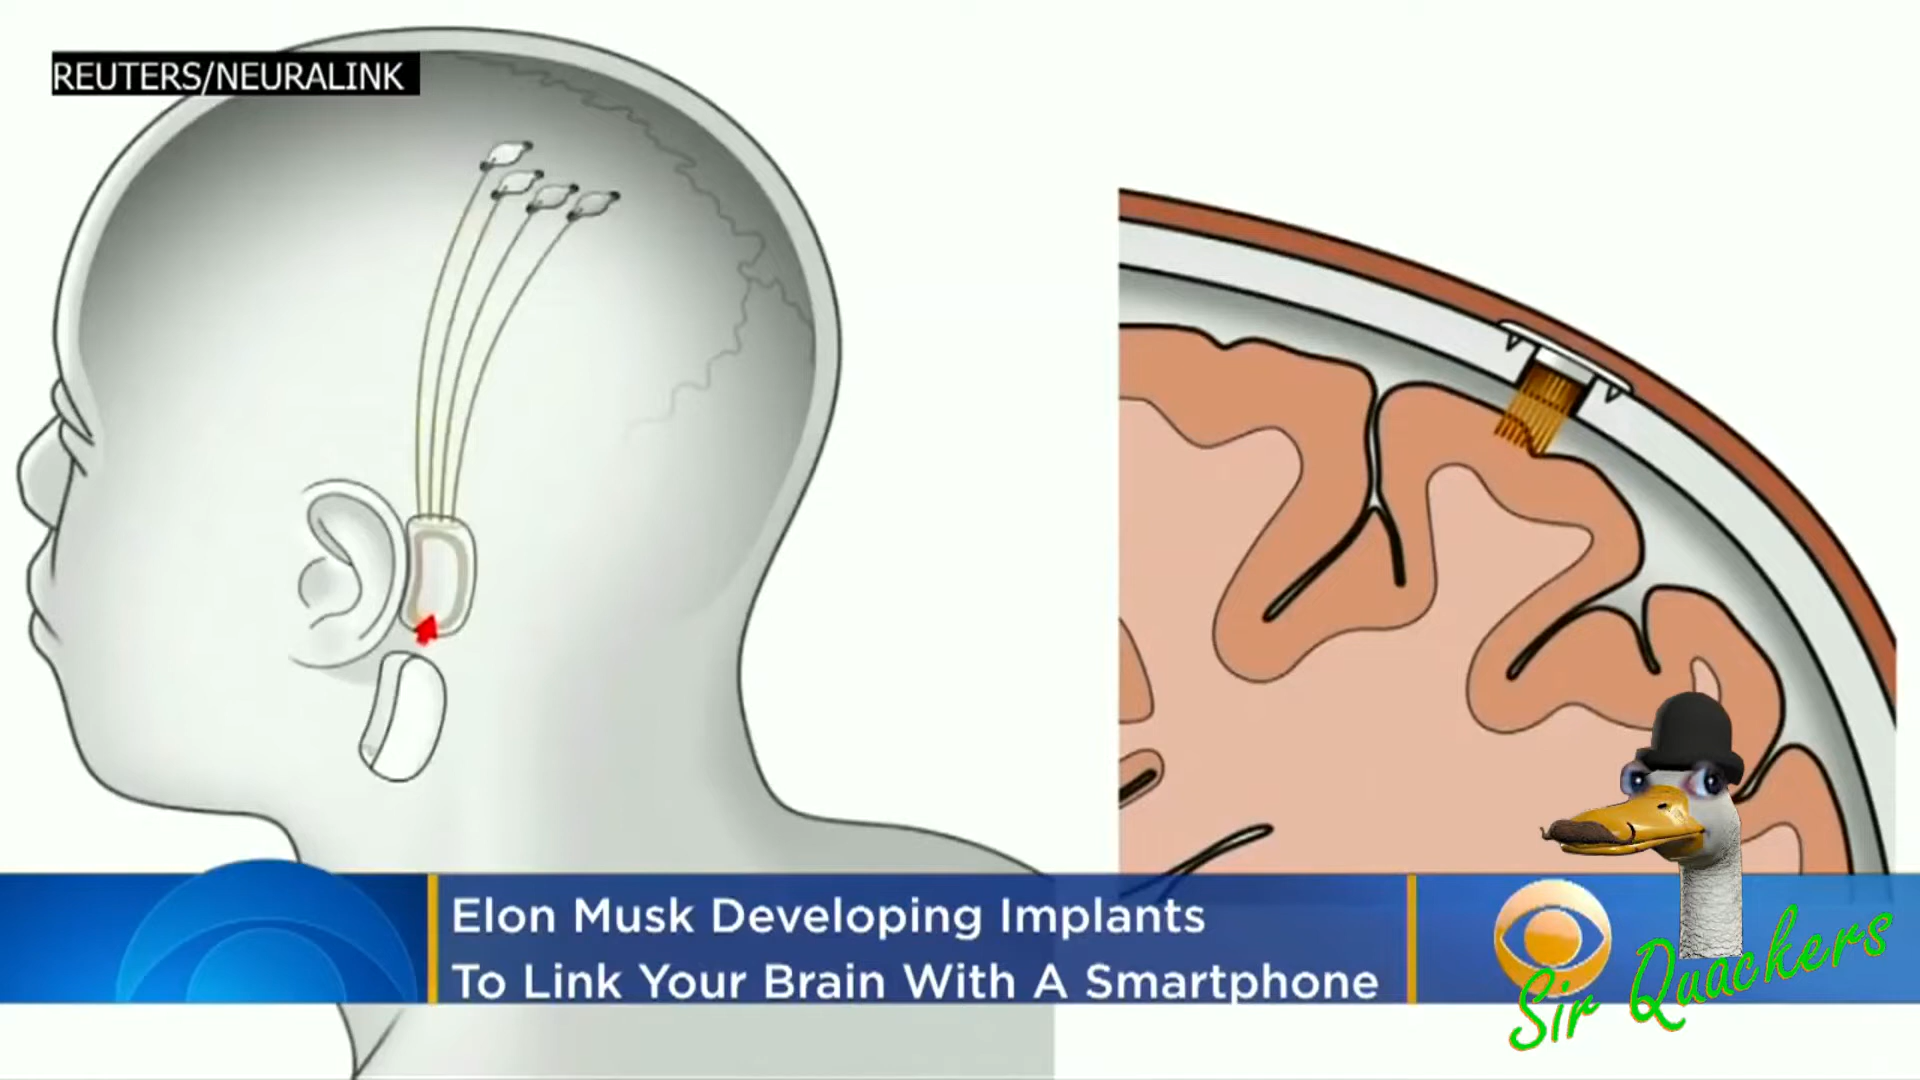 REUTERS/NEURALINK
Elon Musk Developing Implants
To Link Your Brain With A Smartphone
Sir Quackers